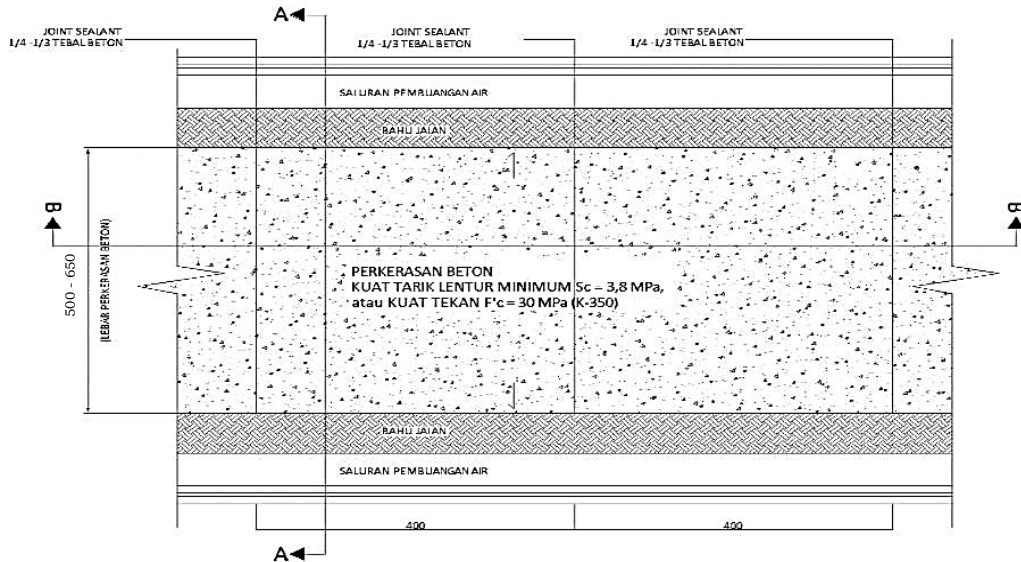 A
JOINT SEALANT
1/4 -1/3 TEBAL BETON
JOINT SEALANT
1/4 -1/3 TEBAL BETON
JOINT SEALANT
1/4 -1/3 TEBAL BETON
SALURAN PEMBUANGAN AIR
BAHU JALAN
B
B
500 - 650
(LEBAR PERKERASAN BETON)
PERKERASAN BETON
KUAT TARIK LENTUR MINIMUM Sc = 3,8 MPa,
atau KUAT TEKAN F'c = 30 MPa (K-350)
BAHU JALAN
SALURAN PEMBUANGAN AIR
400
400
A